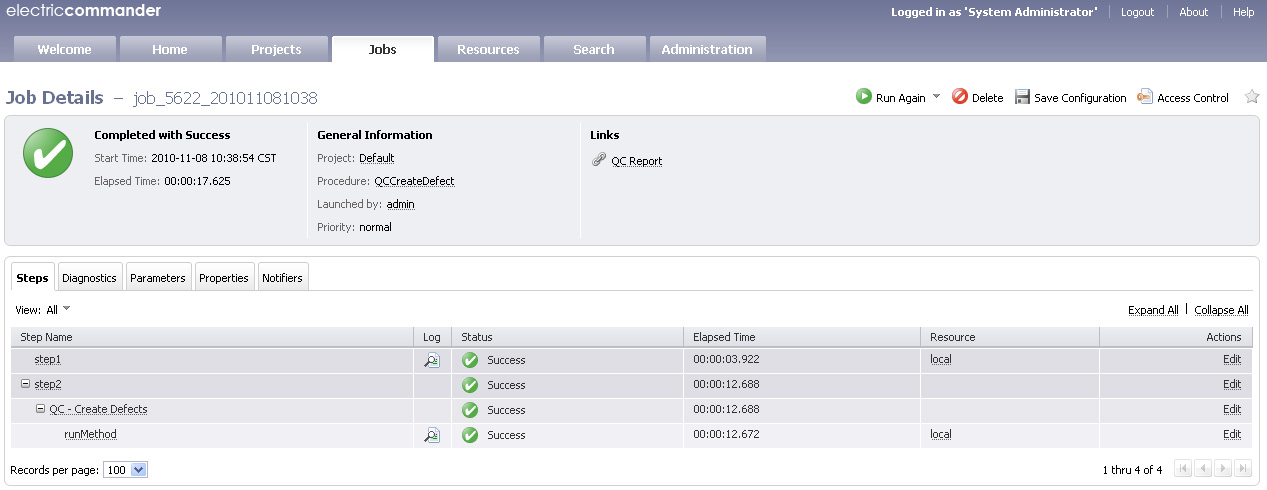 electriccommander Logged in as 'System Administrator' Logout About Help
Welcome Home Projects Jobs Resources Search Administration
Job Details – job_5622_201011081038 Run Again Delete Save Configuration Access Control
Completed with Success General Information Links
Start Time: 2010-11-08 10:38:54 CST Project: Default QC Report
Elapsed Time: 00:00:17.625 Procedure: QCCreateDefect
Launched by: admin
Priority: normal
Steps Diagnostics Parameters Properties Notifiers
View: All Expand All | Collapse All
Step Name Log Status Elapsed Time Resource Actions
step1 Success 00:00:03.922 local Edit
step2 Success 00:00:12.688 Edit
QC - Create Defects Success 00:00:12.688 Edit
runMethod Success 00:00:12.672 local Edit
Records per page: 100 1 thru 4 of 4